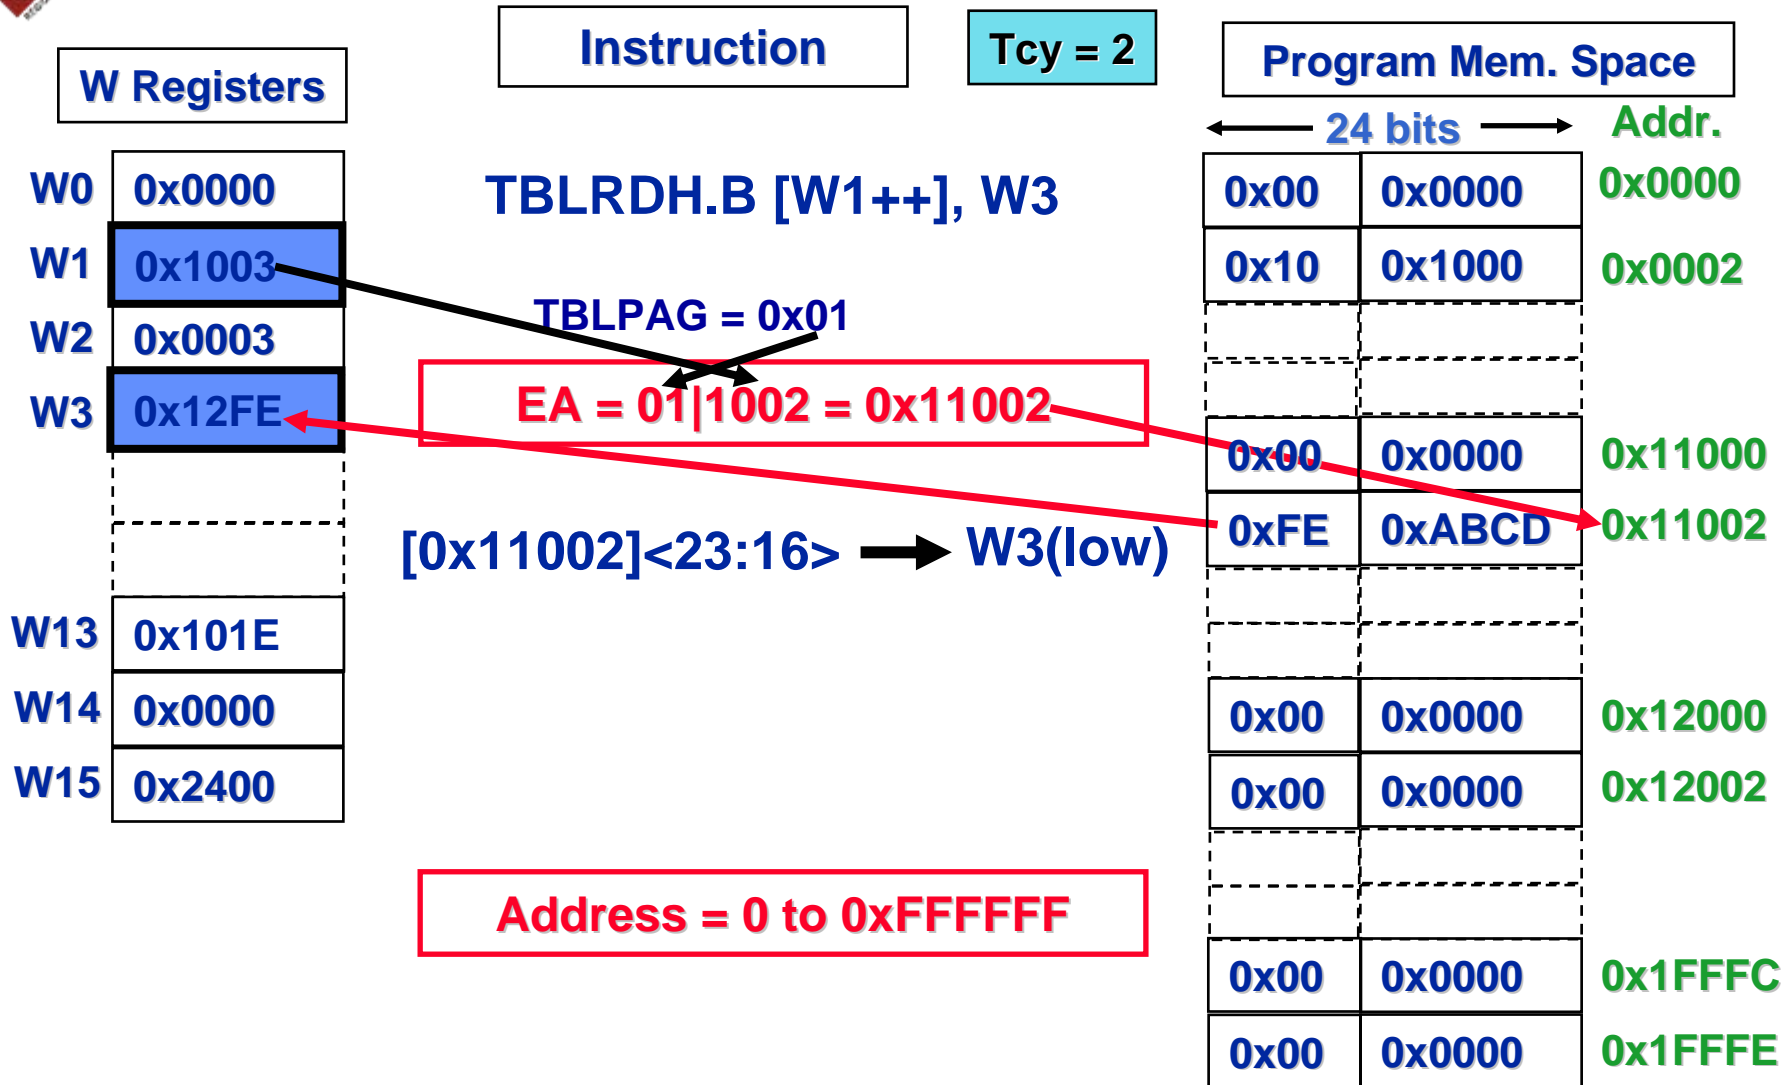 Instruction
Tcy = 2
W Registers
Program Mem. Space
24 bits
Addr.
W0 0x0000
TBLRDH.B [W1++], W3
0x00 0x0000 0x0000
W1 0x1003
0x10 0x1000 0x0002
TBLPAG = 0x01
W2 0x0003
W3 0x12FE
EA = 01|1002 = 0x11002
0x00 0x0000 0x11000
[0x11002]<23:16> W3(low)
0xFE 0xABCD 0x11002
W13 0x101E
W14 0x0000
0x00 0x0000 0x12000
W15 0x2400
0x00 0x0000 0x12002
Address = 0 to 0xFFFFFF
0x00 0x0000 0x1FFFC
0x00 0x0000 0x1FFFE